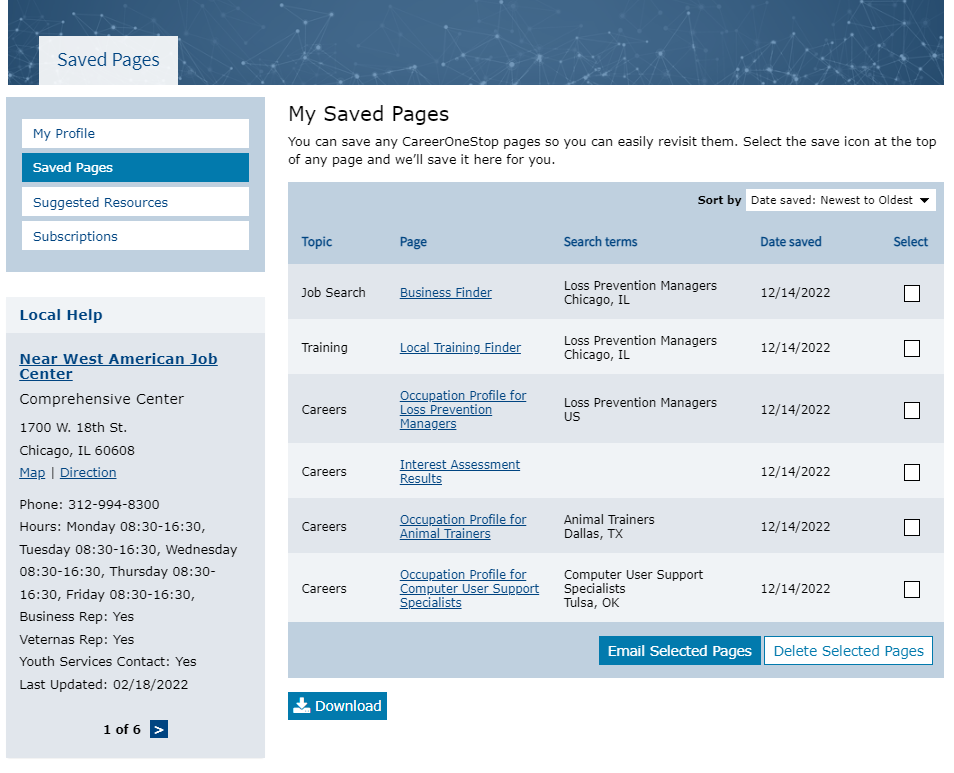 Saved Pages
My Profile
Saved Pages
Suggested Resources
Subscriptions
Local Help
Near West American Job
Center
Comprehensive Center
1700 W. 18th St.
Chicago, IL 60608
Map | Direction
Phone: 312-994-8300
Hours: Monday 08:30-16:30,
Tuesday 08:30-16:30, Wednesday
08:30-16:30, Thursday 08:30-
16:30, Friday 08:30-16:30,
Business Rep: Yes
Veternas Rep: Yes
Youth Services Contact: Yes
Last Updated: 02/18/2022
1 of 6 >
My Saved Pages
You can save any CareerOneStop pages so you can easily revisit them. Select the save icon at the top
of any page and we’ll save it here for you.
Sort by Date saved: Newest to Oldest
Topic Page Search terms Date saved Select
Job Search Business Finder Loss Prevention Managers
Chicago, IL 12/14/2022
Training Local Training Finder Loss Prevention Managers
Chicago, IL 12/14/2022
Careers Occupation Profile for
Loss Prevention
Managers Loss Prevention Managers
US 12/14/2022
Careers Interest Assessment
Results 12/14/2022
Careers Occupation Profile for
Animal Trainers Animal Trainers
Dallas, TX 12/14/2022
Careers Occupation Profile for
Computer User Support
Specialists Computer User Support
Specialists
Tulsa, OK 12/14/2022
Email Selected Pages Delete Selected Pages
Download